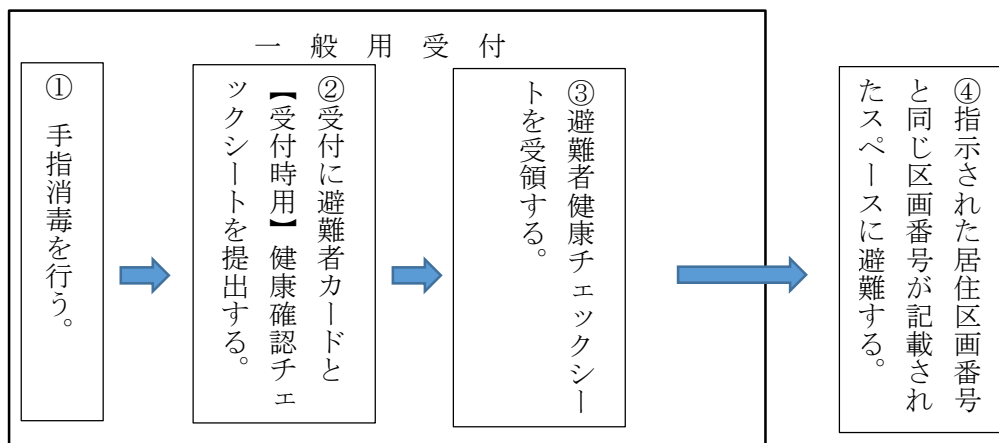 一般用受付
① 手指消毒を行う。
②受付に避難者カードと
【受付時用】健康確認チェ
ックシートを提出する。
③避難者健康チェックシー
トを受領する。
④指示された居住区画番号
と同じ区画番号が記載され
たスペースに避難する。